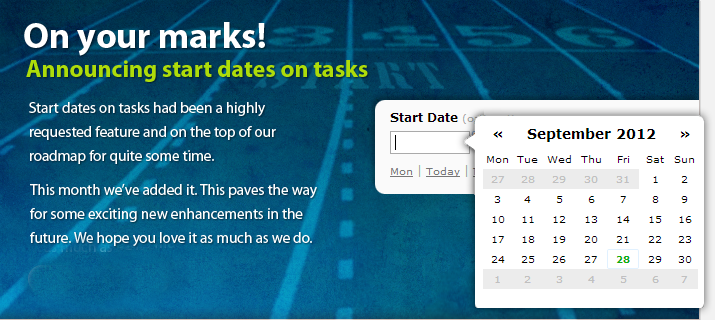 On your marks!
Announcing start dates on tasks
Start dates on tasks had been a highly
requested feature and on the top of our
roadmap for quite some time.
This month we've added it. This paves the way
for some exciting new enhancements in the
future. We hope you love it as much as we do.
3 4 5 6
START
Start Date
Mon | Today |
« September 2012 »
Mon Tue Wed Thu Fri Sat Sun
27 28 29 30 31 1 2
3 4 5 6 7 8 9
10 11 12 13 14 15 16
17 18 19 20 21 22 23
24 25 26 27 28 29 30
1 2 3 4 5 6 7